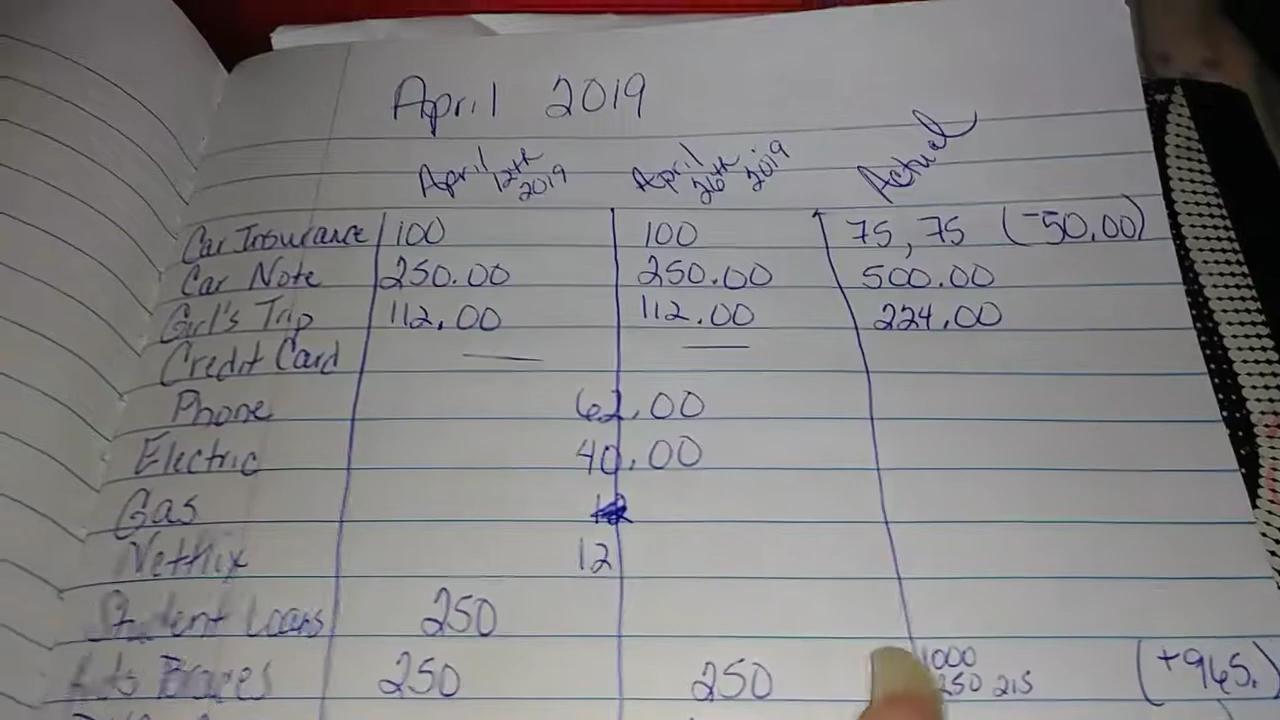 April 2019
April 12th 2019 April 26th 2019 Actual
Car Insurance 100 100 75, 75 (-50.00)
Car Note 250.00 250.00 500.00
Girl's Trip 112.00 112.00 224.00
Credit Card — —
Phone 62.00
Electric 40.00
Gas
Netflix 12
Student Loans 250
Braces 250 250 1000 (+965.)
250 215